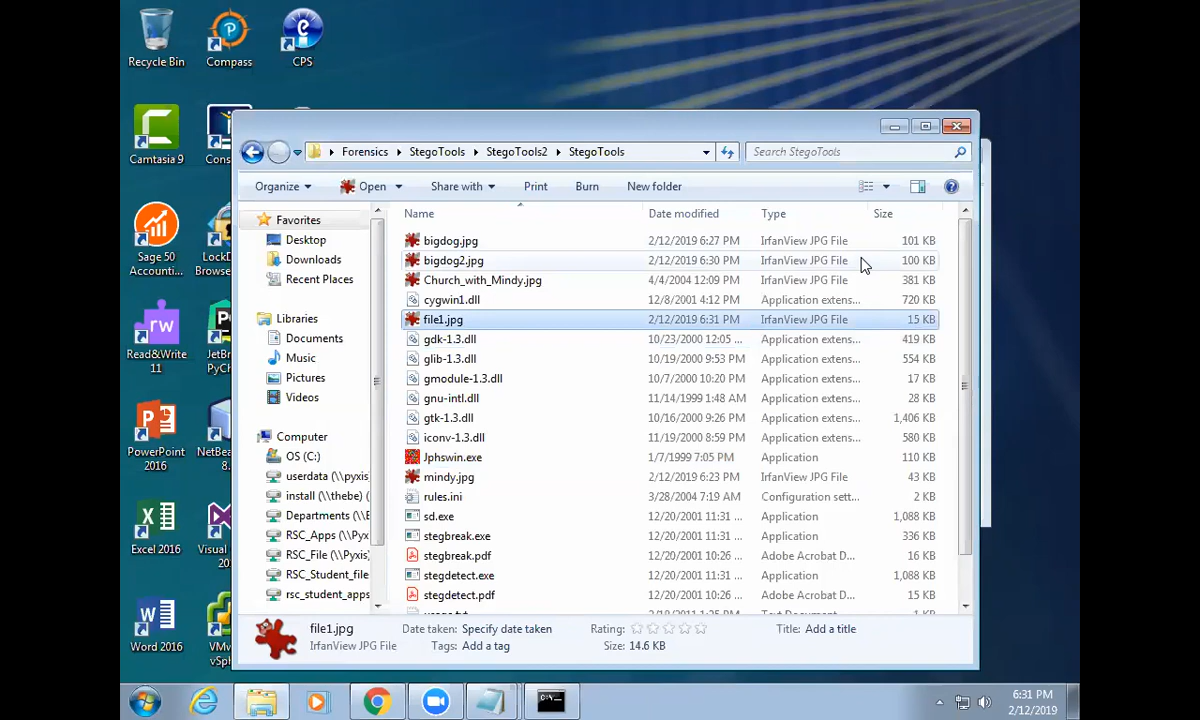 Recycle Bin
Compass
CPS
Camtasia 9
Cons
Sage 50
Accounti...
LockD
Browse
Read&Write
11
JetBr
PyCh
PowerPoint
2016
NetBea
8.
Excel 2016
Visual
20
Word 2016
VMw
vSph
Forensics
StegoTools
StegoTools2
StegoTools
Search StegoTools
Organize
Open
Share with
Print
Burn
New folder
Favorites
Desktop
Downloads
Recent Places
Libraries
Documents
Music
Pictures
Videos
Computer
OS (C:)
userdata (\\pyxis)
install (\\thebe) (
Departments (\\E
RSC_Apps (\\Pyxi
RSC_File (\\Pyxis)
RSC_Student_file
rsc_student_apps
Name Date modified Type Size
bigdog.jpg 2/12/2019 6:27 PM IrfanView JPG File 101 KB
bigdog2.jpg 2/12/2019 6:30 PM IrfanView JPG File 100 KB
Church_with_Mindy.jpg 4/4/2004 12:09 PM IrfanView JPG File 381 KB
cygwin1.dll 12/8/2001 4:12 PM Application extens... 720 KB
file1.jpg 2/12/2019 6:31 PM IrfanView JPG File 15 KB
gdk-1.3.dll 10/23/2000 12:05 ... Application extens... 419 KB
glib-1.3.dll 10/19/2000 9:53 PM Application extens... 554 KB
gmodule-1.3.dll 10/7/2000 10:20 PM Application extens... 17 KB
gnu-intl.dll 11/14/1999 1:48 AM Application extens... 28 KB
gtk-1.3.dll 10/16/2000 9:26 PM Application extens... 1,406 KB
iconv-1.3.dll 11/19/2000 8:59 PM Application extens... 580 KB
Jphswin.exe 1/7/1999 7:05 PM Application 110 KB
mindy.jpg 2/12/2019 6:23 PM IrfanView JPG File 43 KB
rules.ini 3/28/2004 7:19 AM Configuration sett... 2 KB
sd.exe 12/20/2001 11:31 ... Application 1,088 KB
stegbreak.exe 12/20/2001 11:31 ... Application 336 KB
stegbreak.pdf 12/20/2001 10:26 ... Adobe Acrobat D... 16 KB
stegdetect.exe 12/20/2001 11:31 ... Application 1,088 KB
stegdetect.pdf 12/20/2001 10:26 ... Adobe Acrobat D... 15 KB
file1.jpg Date taken: Specify date taken Rating: Title: Add a title
IrfanView JPG File Tags: Add a tag Size: 14.6 KB
6:31 PM
2/12/2019